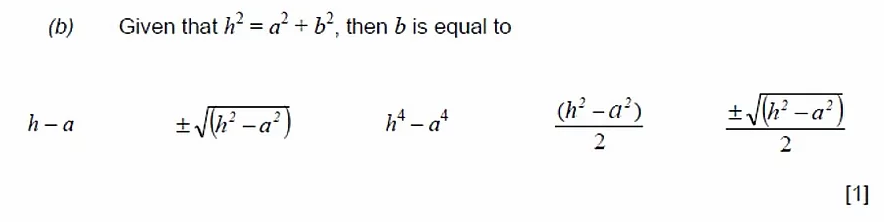 (b) Given that h² = a² + b², then b is equal to
h – a ±√(h² – a²) h⁴ – a⁴ (h² – a²)/2 ±√(h² – a²)/2
[1]